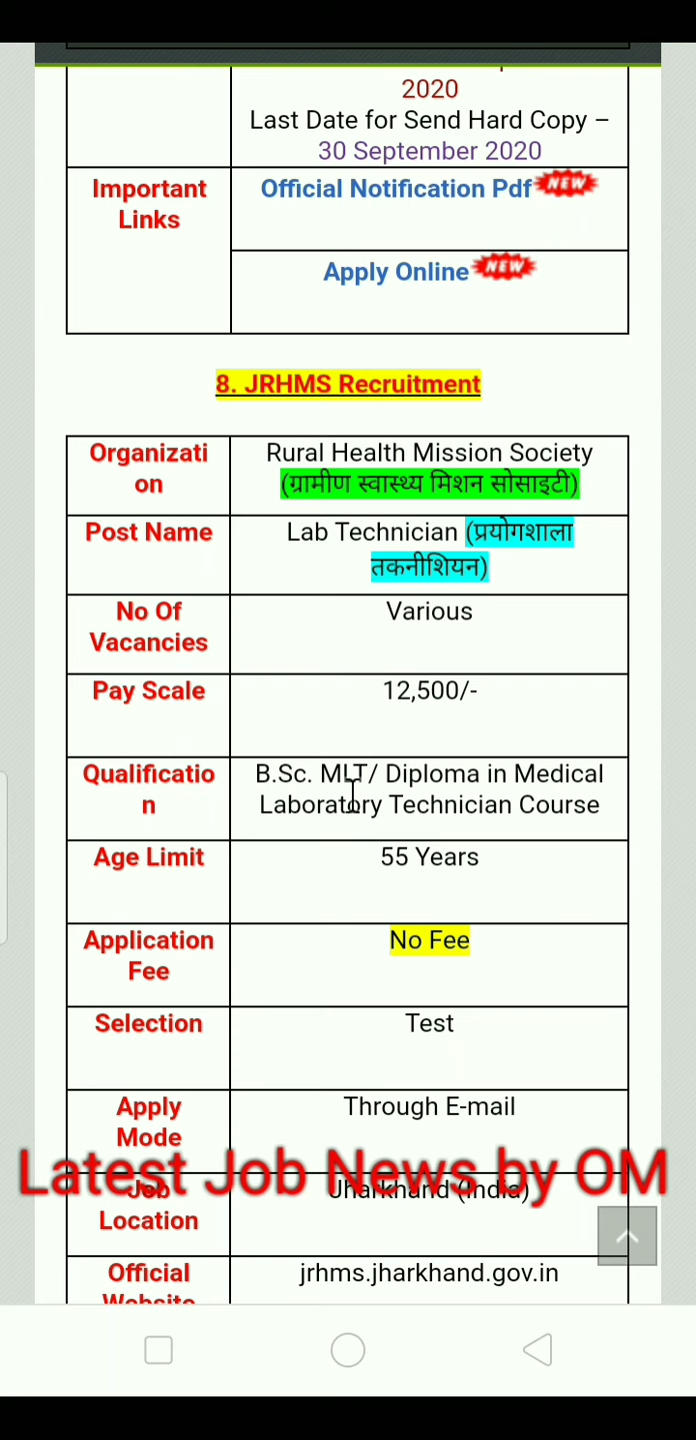 2020
Last Date for Send Hard Copy –
30 September 2020
Important
Links
Official Notification Pdf NEW
Apply Online NEW
8. JRHMS Recruitment
Organizati
on
Rural Health Mission Society
(ग्रामीण स्वास्थ्य मिशन सोसाइटी)
Post Name
Lab Technician (प्रयोगशाला
तकनीशियन)
No Of
Vacancies
Various
Pay Scale
12,500/-
Qualificatio
n
B.Sc. MLT/ Diploma in Medical
Laboratory Technician Course
Age Limit
55 Years
Application
Fee
No Fee
Selection
Test
Apply
Mode
Through E-mail
Latest Job News by OM
Job
Location
Jharkhand (India)
Official
Website
jrhms.jharkhand.gov.in